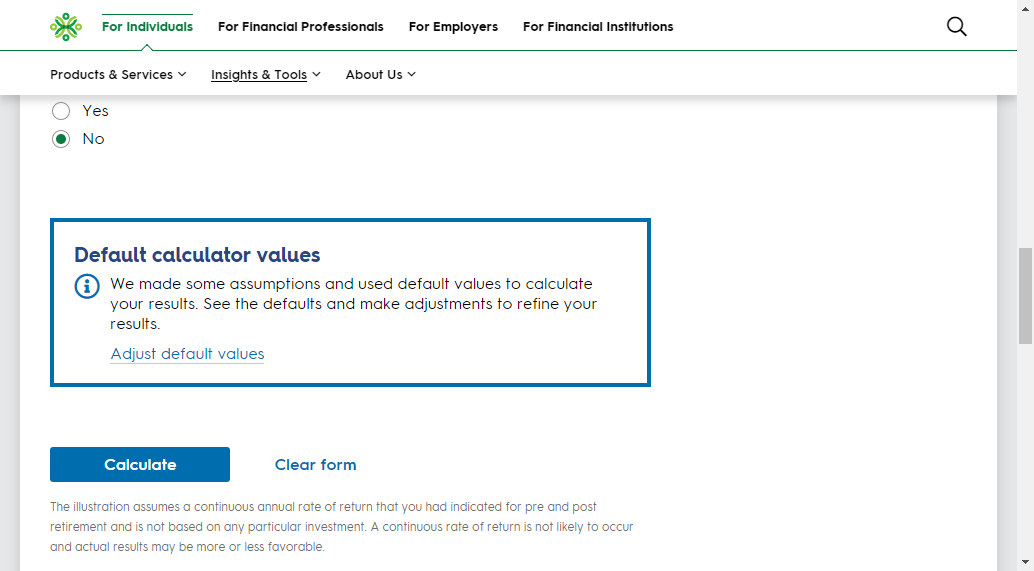 For Individuals For Financial Professionals For Employers For Financial Institutions
Products & Services Insights & Tools About Us
Yes
No
Default calculator values
We made some assumptions and used default values to calculate
your results. See the defaults and make adjustments to refine your
results.
Adjust default values
Calculate Clear form
The illustration assumes a continuous annual rate of return that you had indicated for pre and post
retirement and is not based on any particular investment. A continuous rate of return is not likely to occur
and actual results may be more or less favorable.